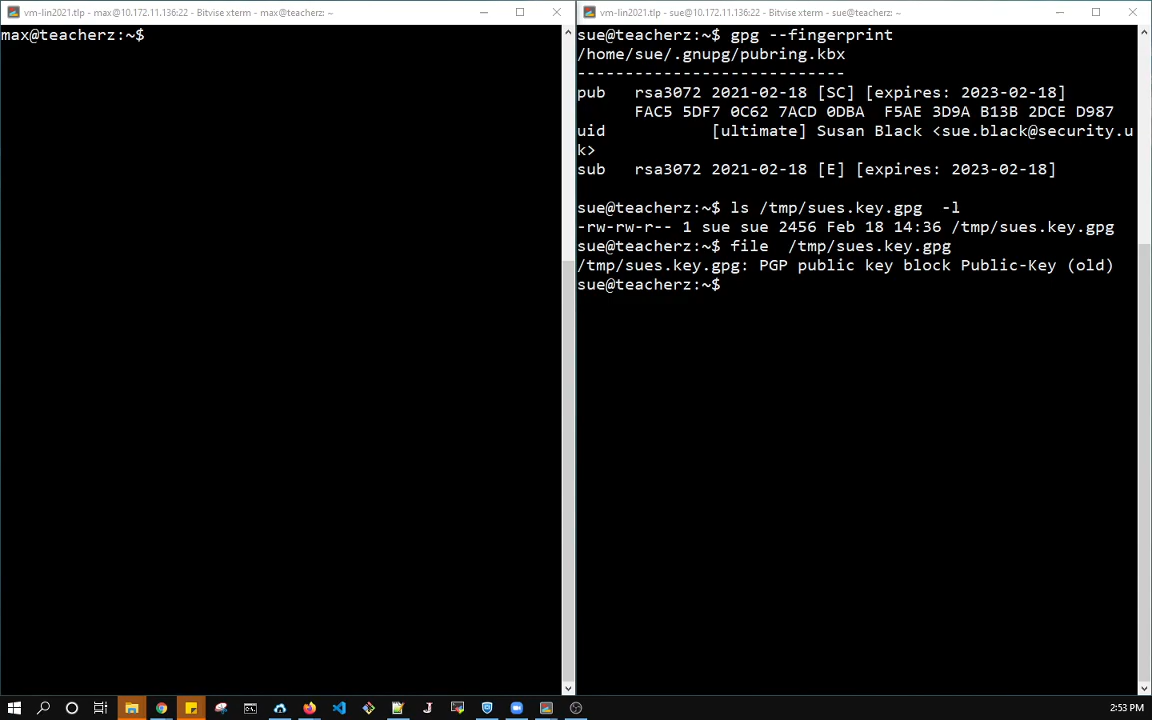 vm-lin2021.tlp - max@10.172.11.136:22 - Bitvise xterm - max@teacherz: ~
max@teacherz:~$
vm-lin2021.tlp - sue@10.172.11.136:22 - Bitvise xterm - sue@teacherz: ~
sue@teacherz:~$ gpg --fingerprint
/home/sue/.gnupg/pubring.kbx
----------------------------
pub   rsa3072 2021-02-18 [SC] [expires: 2023-02-18]
      FAC5 5DF7 0C62 7ACD 0DBA  F5AE 3D9A B13B 2DCE D987
uid           [ultimate] Susan Black <sue.black@security.u
k>
sub   rsa3072 2021-02-18 [E] [expires: 2023-02-18]
sue@teacherz:~$ ls /tmp/sues.key.gpg  -l
-rw-rw-r-- 1 sue sue 2456 Feb 18 14:36 /tmp/sues.key.gpg
sue@teacherz:~$ file  /tmp/sues.key.gpg
/tmp/sues.key.gpg: PGP public key block Public-Key (old)
sue@teacherz:~$
2:53 PM